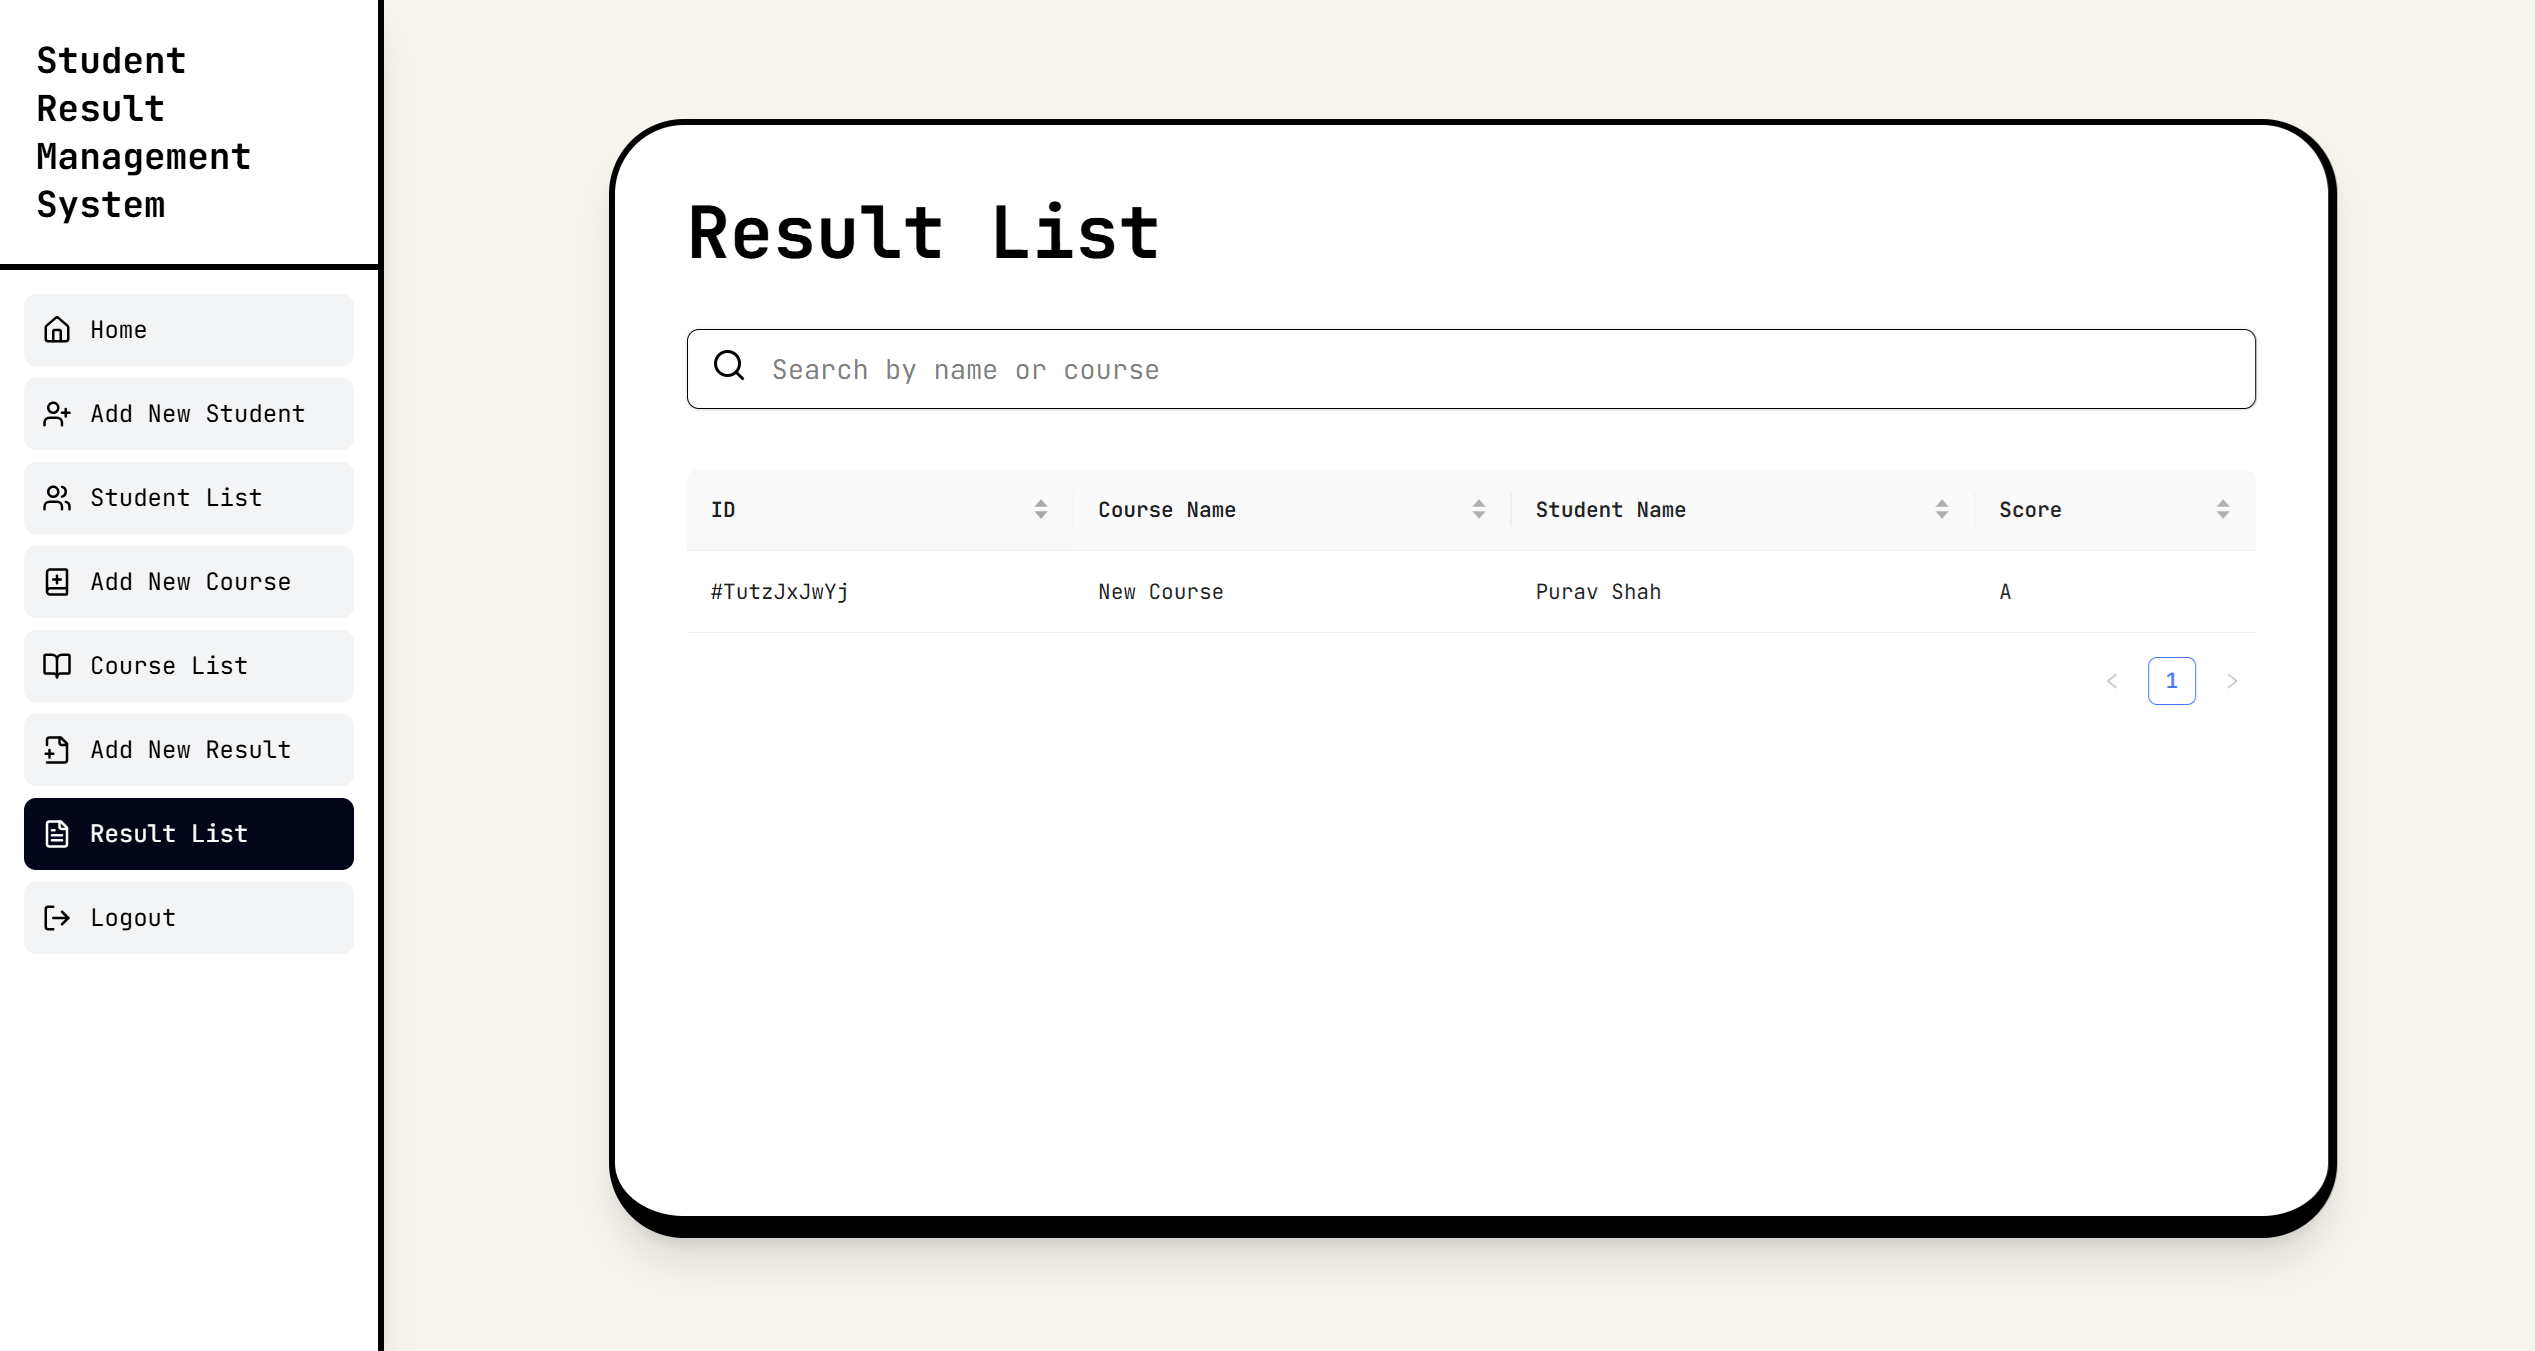 Student
Result
Management
System
Home
Add New Student
Student List
Add New Course
Course List
Add New Result
Result List
Logout
Result List
Search by name or course
ID Course Name Student Name Score
#TutzJxJwYj New Course Purav Shah A
1